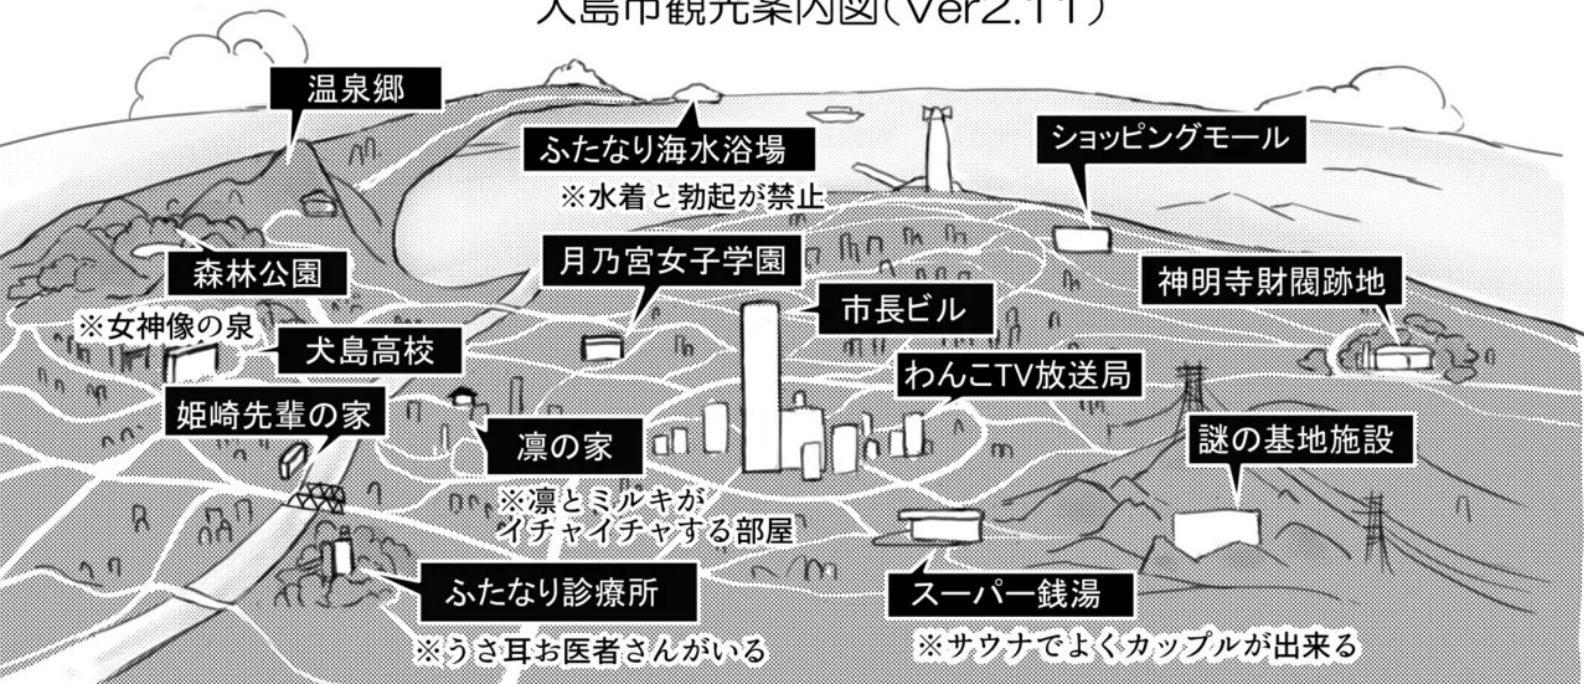 犬島市観光案内図(Ver2.11)
温泉郷
ふたなり海水浴場
※水着と勃起が禁止
ショッピングモール
月乃宮女子学園
森林公園
※女神像の泉
神明寺財閥跡地
市長ビル
犬島高校
わんこTV放送局
姫崎先輩の家
凛の家
※凛とミルキが
イチャイチャする部屋
謎の基地施設
ふたなり診療所
※うさ耳お医者さんがいる
スーパー銭湯
※サウナでよくカップルが出来る